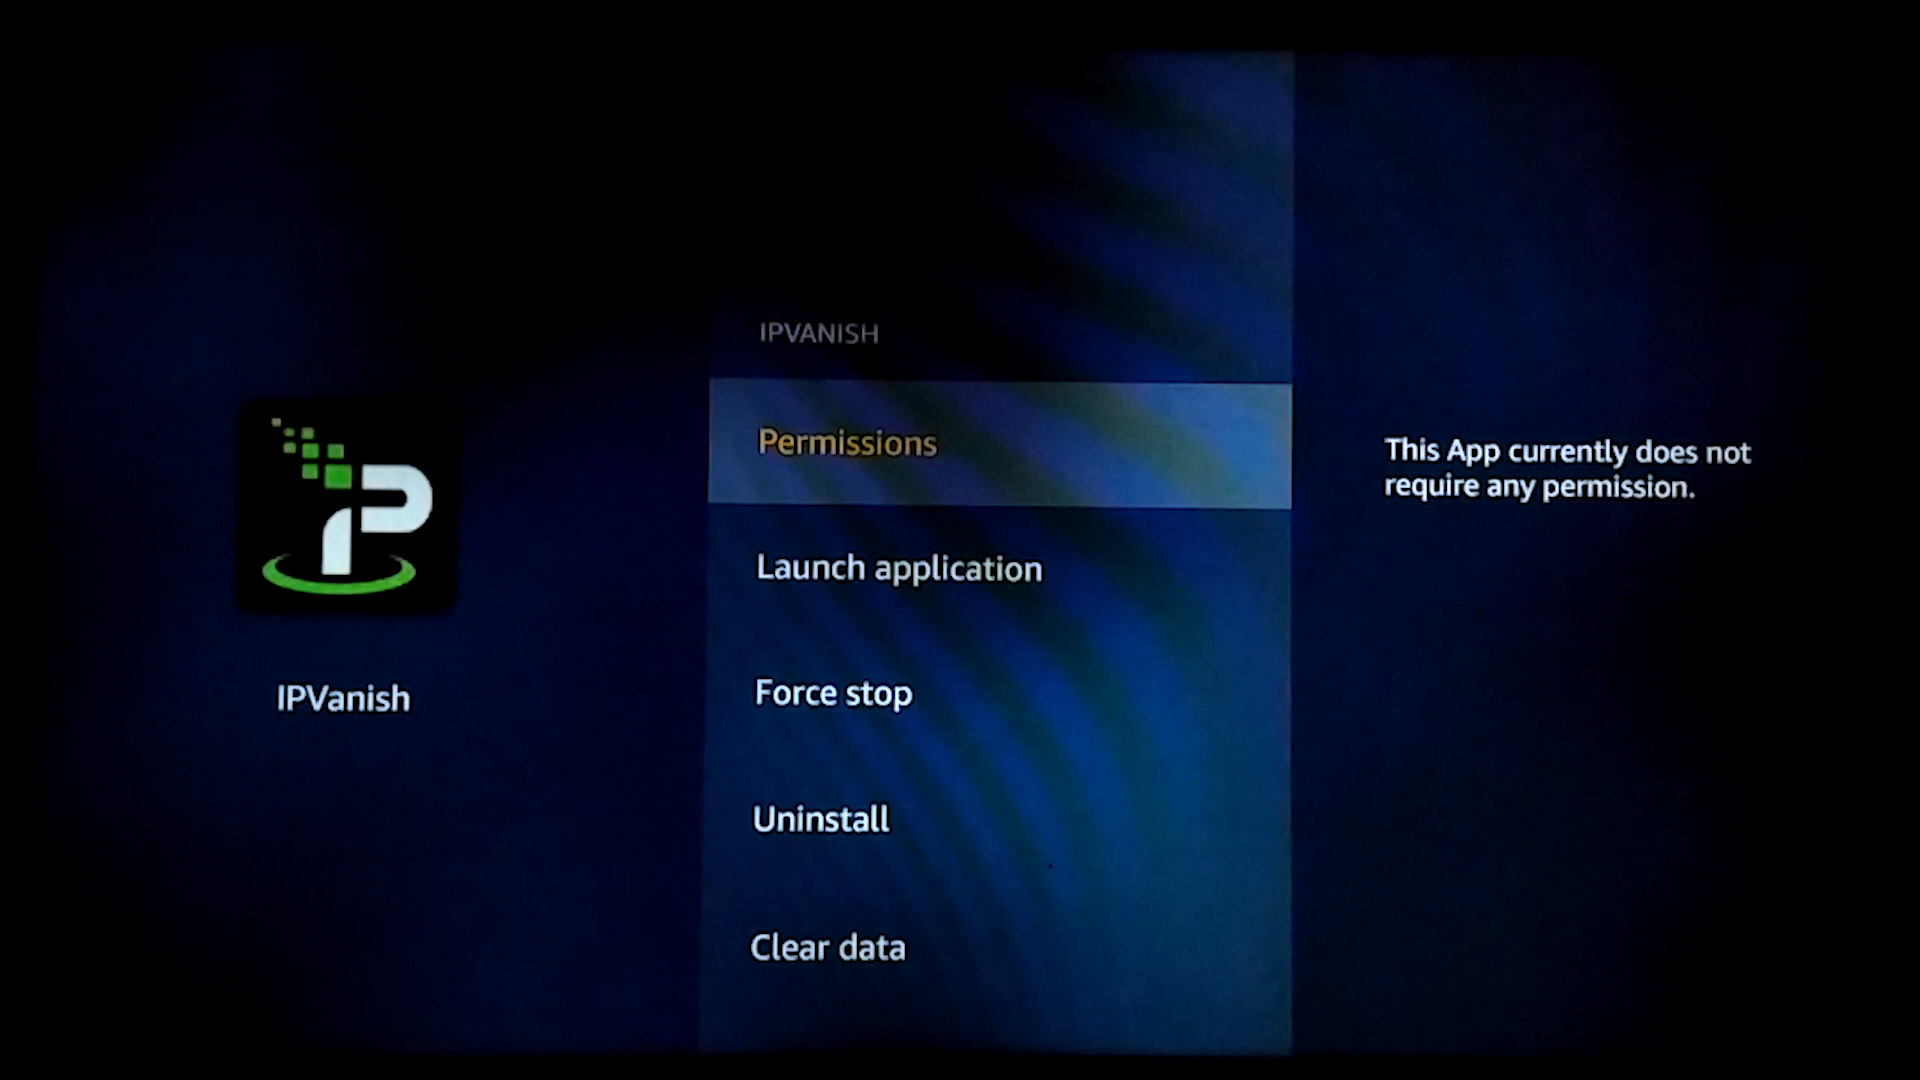 IPVANISH
Permissions
This App currently does not
require any permission.
Launch application
Force stop
IPVanish
Uninstall
Clear data